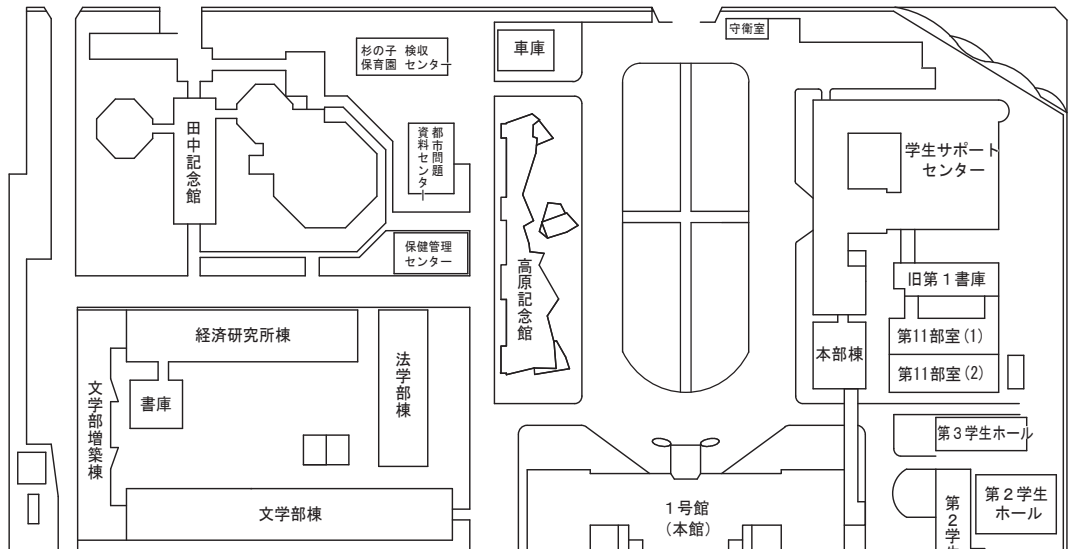 守衛室
杉の子 検収
保育園 センター
車庫
田中記念館
都市問題
資料センター
学生サポート
センター
保健管理
センター
高原記念館
旧第１書庫
経済研究所棟
第11部室(1)
本部棟
法学部棟
第11部室(2)
文学部増築棟
書庫
第３学生ホール
第２学生
ホール
１号館
(本館)
文学部棟
第２学生